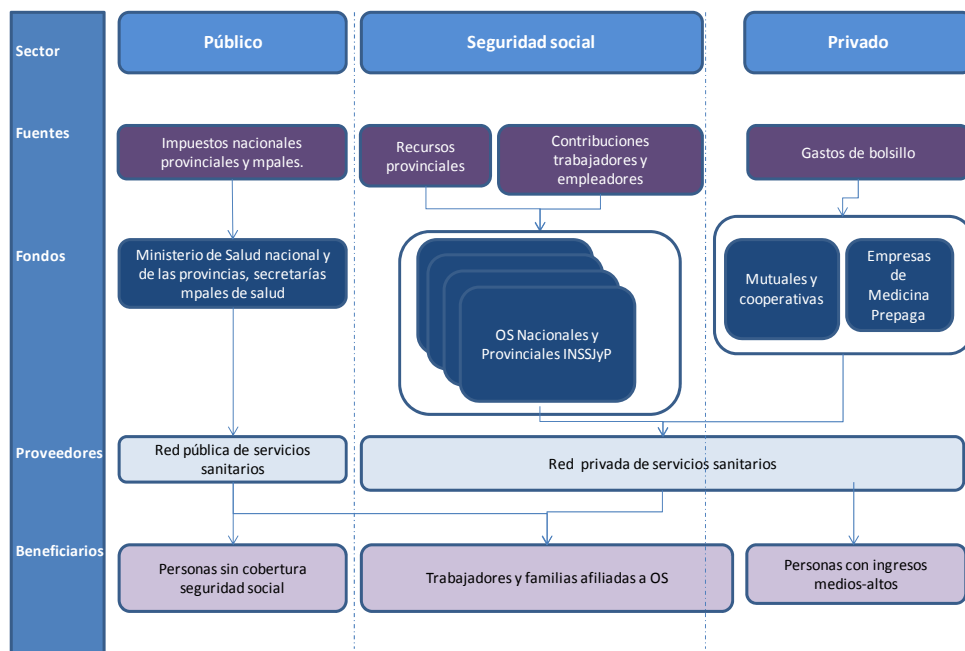 Sector
Público
Seguridad social
Privado
Fuentes
Impuestos nacionales
provinciales y mpales.
Recursos
provinciales
Contribuciones
trabajadores y
empleadores
Gastos de bolsillo
Fondos
Ministerio de Salud nacional y
de las provincias, secretarías
mpales de salud
OS Nacionales y
Provinciales INSSJyP
Mutuales y
cooperativas
Empresas
de
Medicina
Prepaga
Proveedores
Red pública de servicios
sanitarios
Red privada de servicios sanitarios
Beneficiarios
Personas sin cobertura
seguridad social
Trabajadores y familias afiliadas a OS
Personas con ingresos
medios-altos